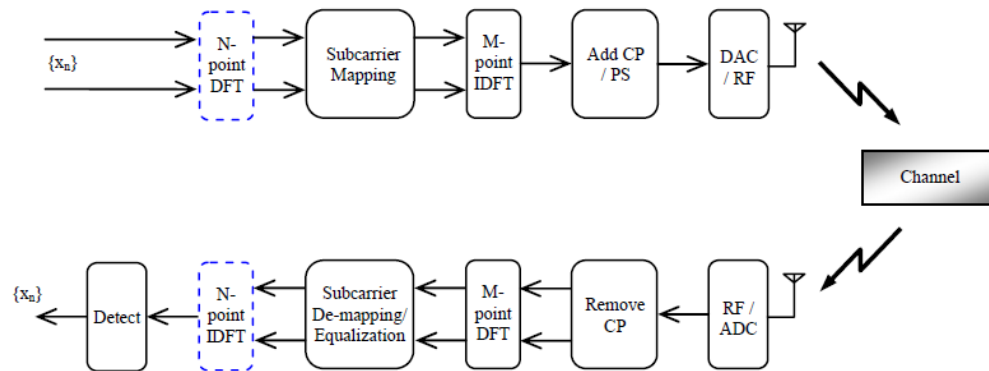 {xₙ}
N-
point
DFT
Subcarrier
Mapping
M-
point
IDFT
Add CP
/ PS
DAC
/ RF
Channel
{xₙ}
Detect
N-
point
IDFT
Subcarrier
De-mapping/
Equalization
M-
point
DFT
Remove
CP
RF /
ADC